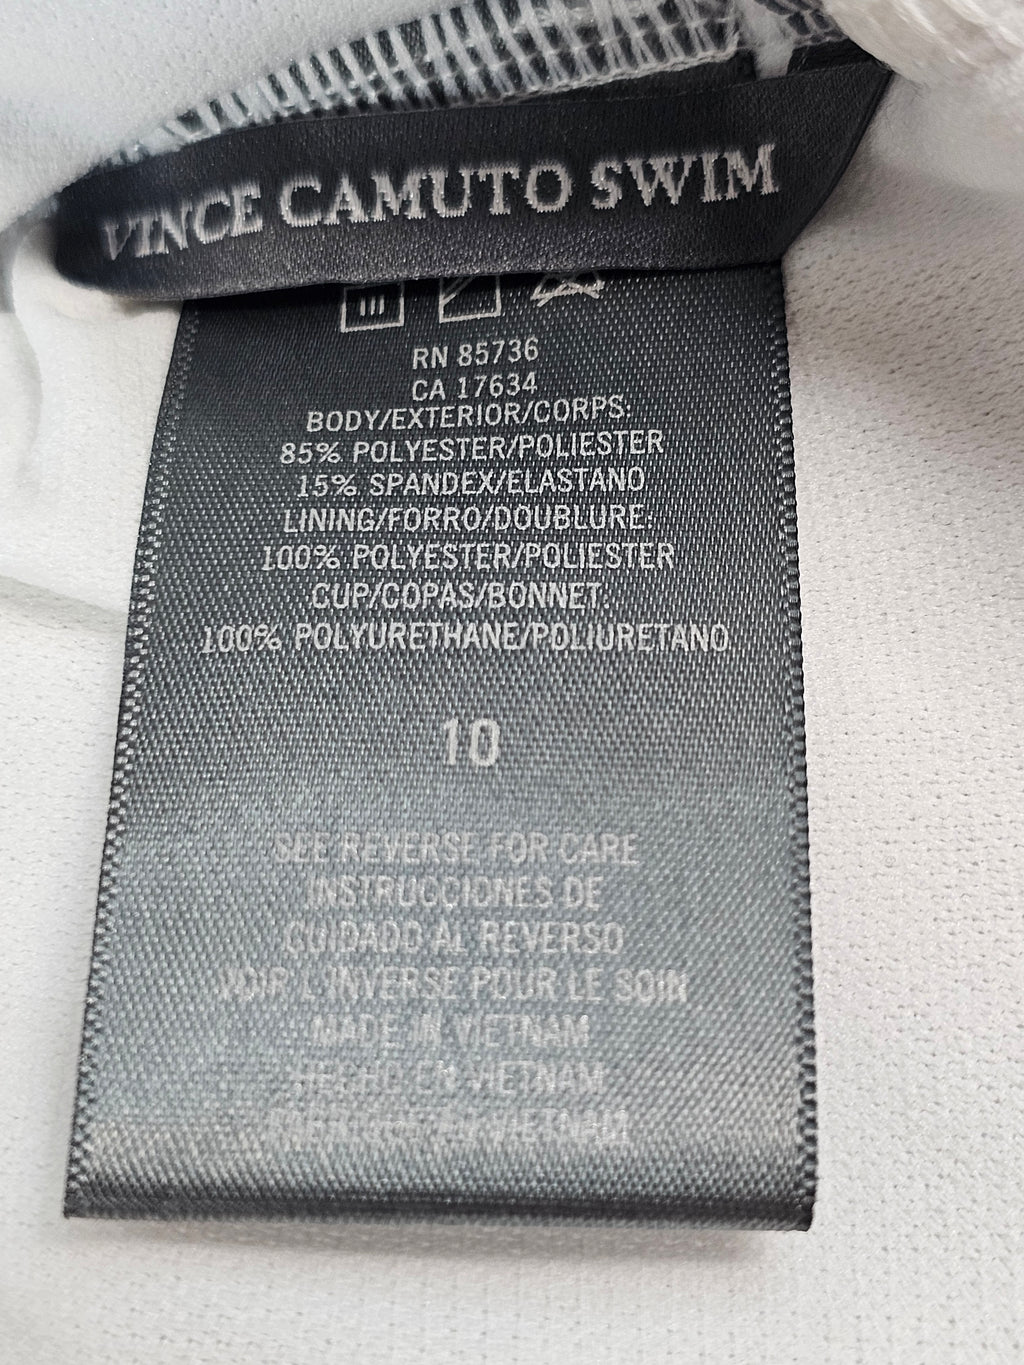 VINCE CAMUTO SWIM
RN 85736
CA 17634
BODY/EXTERIOR/CORPS:
85% POLYESTER/POLIESTER
15% SPANDEX/ELASTANO
LINING/FORRO/DOUBLURE:
100% POLYESTER/POLIESTER
CUP/COPAS/BONNET:
100% POLYURETHANE/POLIURETANO
10
SEE REVERSE FOR CARE
INSTRUCCIONES DE
CUIDADO AL REVERSO
VOIR L'INVERSE POUR LE SOIN
MADE IN VIETNAM
HECHO EN VIETNAM
VIETNAM